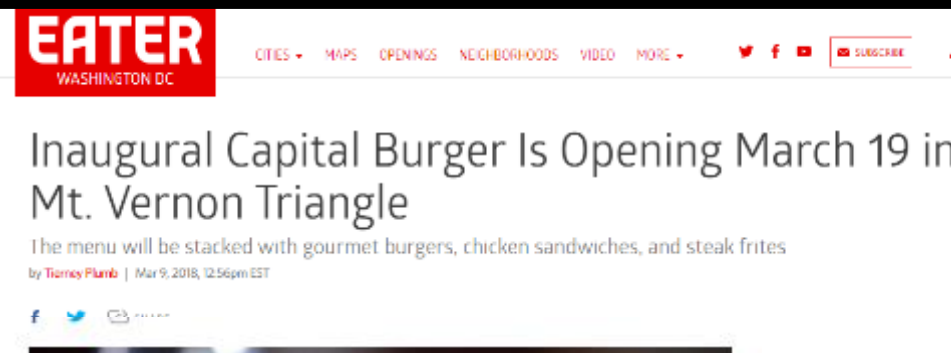 EATER
WASHINGTON DC
CITIES MAPS OPENINGS NEIGHBORHOODS VIDEO MORE SUBSCRIBE
Inaugural Capital Burger Is Opening March 19 in
Mt. Vernon Triangle
The menu will be stacked with gourmet burgers, chicken sandwiches, and steak frites
by Tierney Plumb | Mar 9, 2018, 12:56pm EST